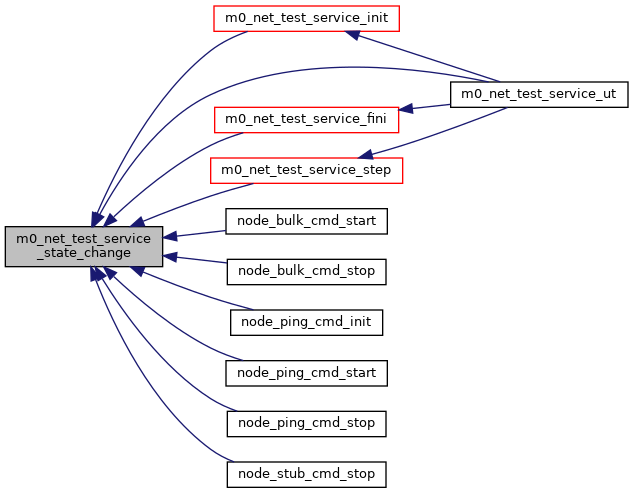 m0_net_test_service_init
m0_net_test_service_ut
m0_net_test_service_fini
m0_net_test_service_step
node_bulk_cmd_start
m0_net_test_service
_state_change
node_bulk_cmd_stop
node_ping_cmd_init
node_ping_cmd_start
node_ping_cmd_stop
node_stub_cmd_stop